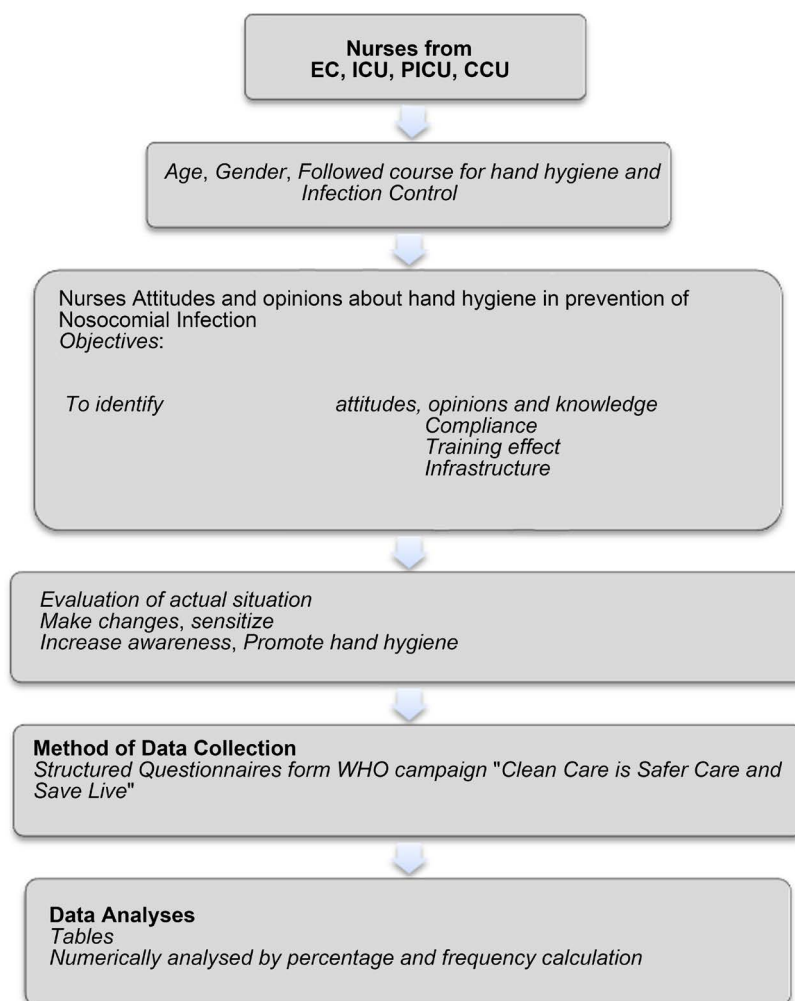 Nurses from
EC, ICU, PICU, CCU
Age, Gender, Followed course for hand hygiene and
Infection Control
Nurses Attitudes and opinions about hand hygiene in prevention of
Nosocomial Infection
Objectives:
To identify attitudes, opinions and knowledge
Compliance
Training effect
Infrastructure
Evaluation of actual situation
Make changes, sensitize
Increase awareness, Promote hand hygiene
Method of Data Collection
Structured Questionnaires form WHO campaign "Clean Care is Safer Care and
Save Live"
Data Analyses
Tables
Numerically analysed by percentage and frequency calculation